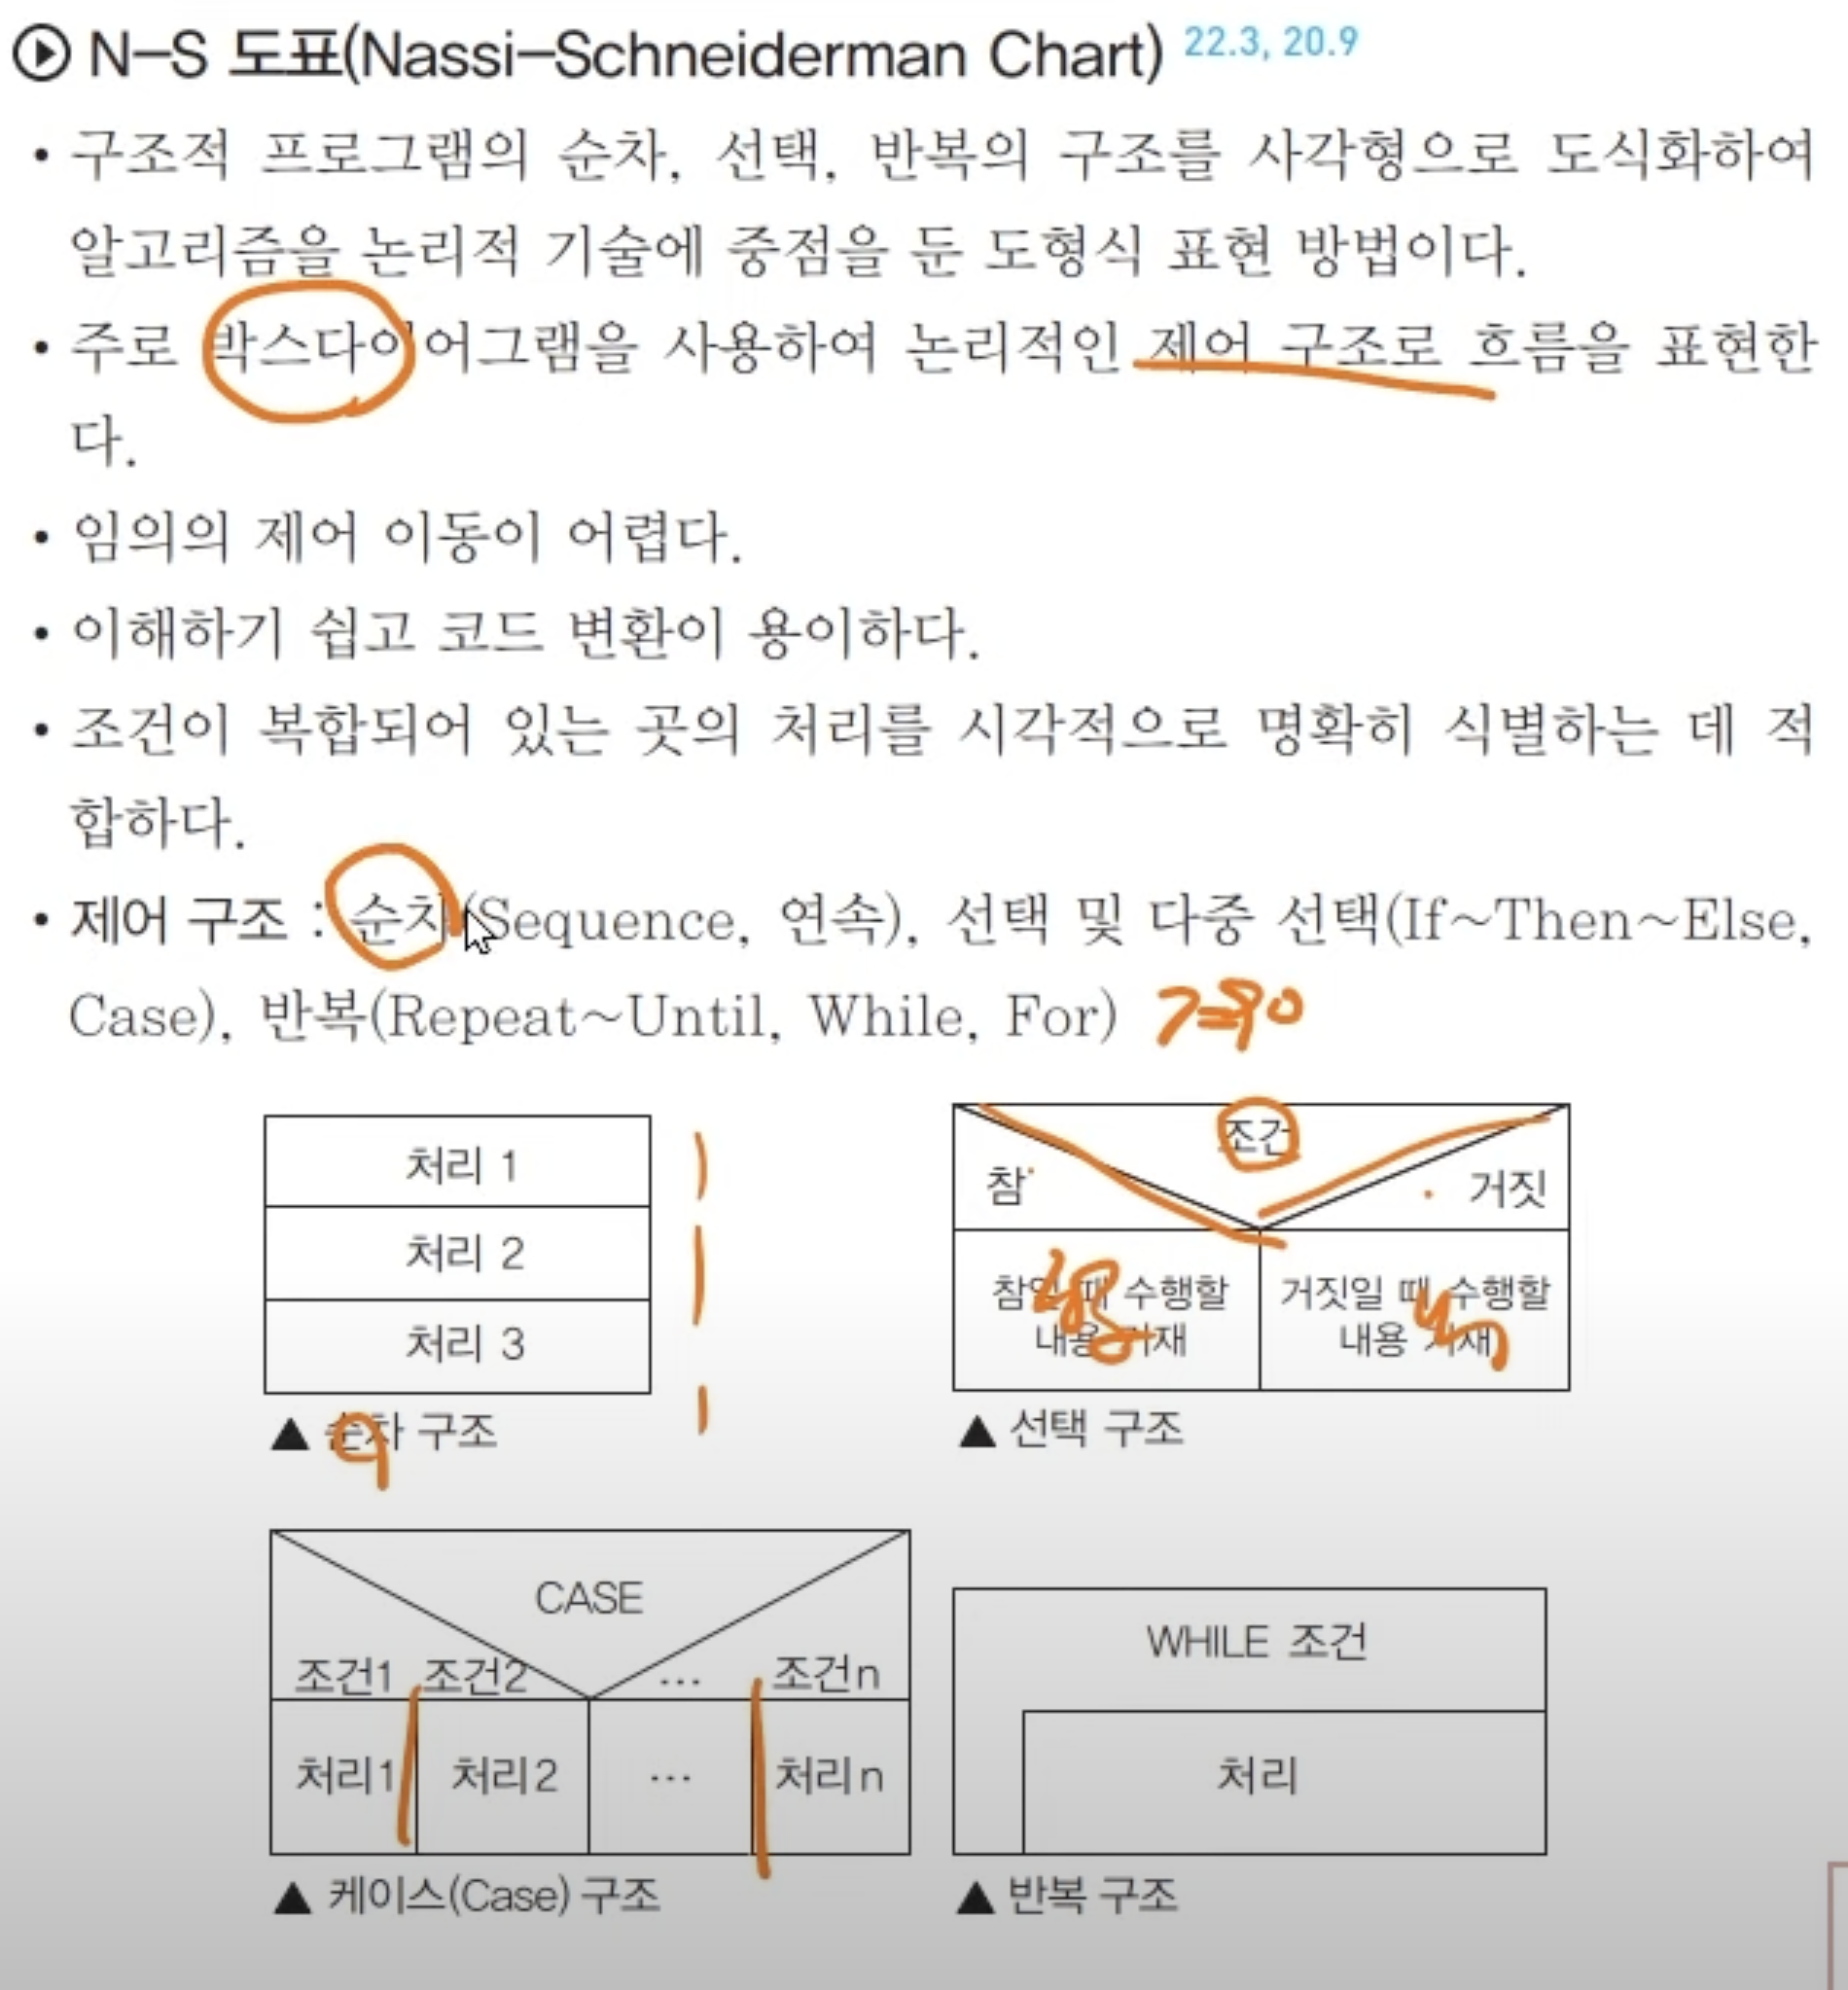 N–S 도표(Nassi–Schneiderman Chart) 22.3, 20.9
• 구조적 프로그램의 순차, 선택, 반복의 구조를 사각형으로 도식화하여
알고리즘을 논리적 기술에 중점을 둔 도형식 표현 방법이다.
• 주로 박스다이어그램을 사용하여 논리적인 제어 구조로 흐름을 표현한
다.
• 임의의 제어 이동이 어렵다.
• 이해하기 쉽고 코드 변환이 용이하다.
• 조건이 복합되어 있는 곳의 처리를 시각적으로 명확히 식별하는 데 적
합하다.
• 제어 구조 : 순차(Sequence, 연속), 선택 및 다중 선택(If~Then~Else,
Case), 반복(Repeat~Until, While, For)
처리 1
처리 2
처리 3
▲ 순차 구조
조건
참 거짓
참일 때 수행할 거짓일 때 수행할
내용 기재 내용 기재
▲ 선택 구조
CASE
조건1 조건2 … 조건n
처리1 처리2 … 처리n
▲ 케이스(Case) 구조
WHILE 조건
처리
▲ 반복 구조